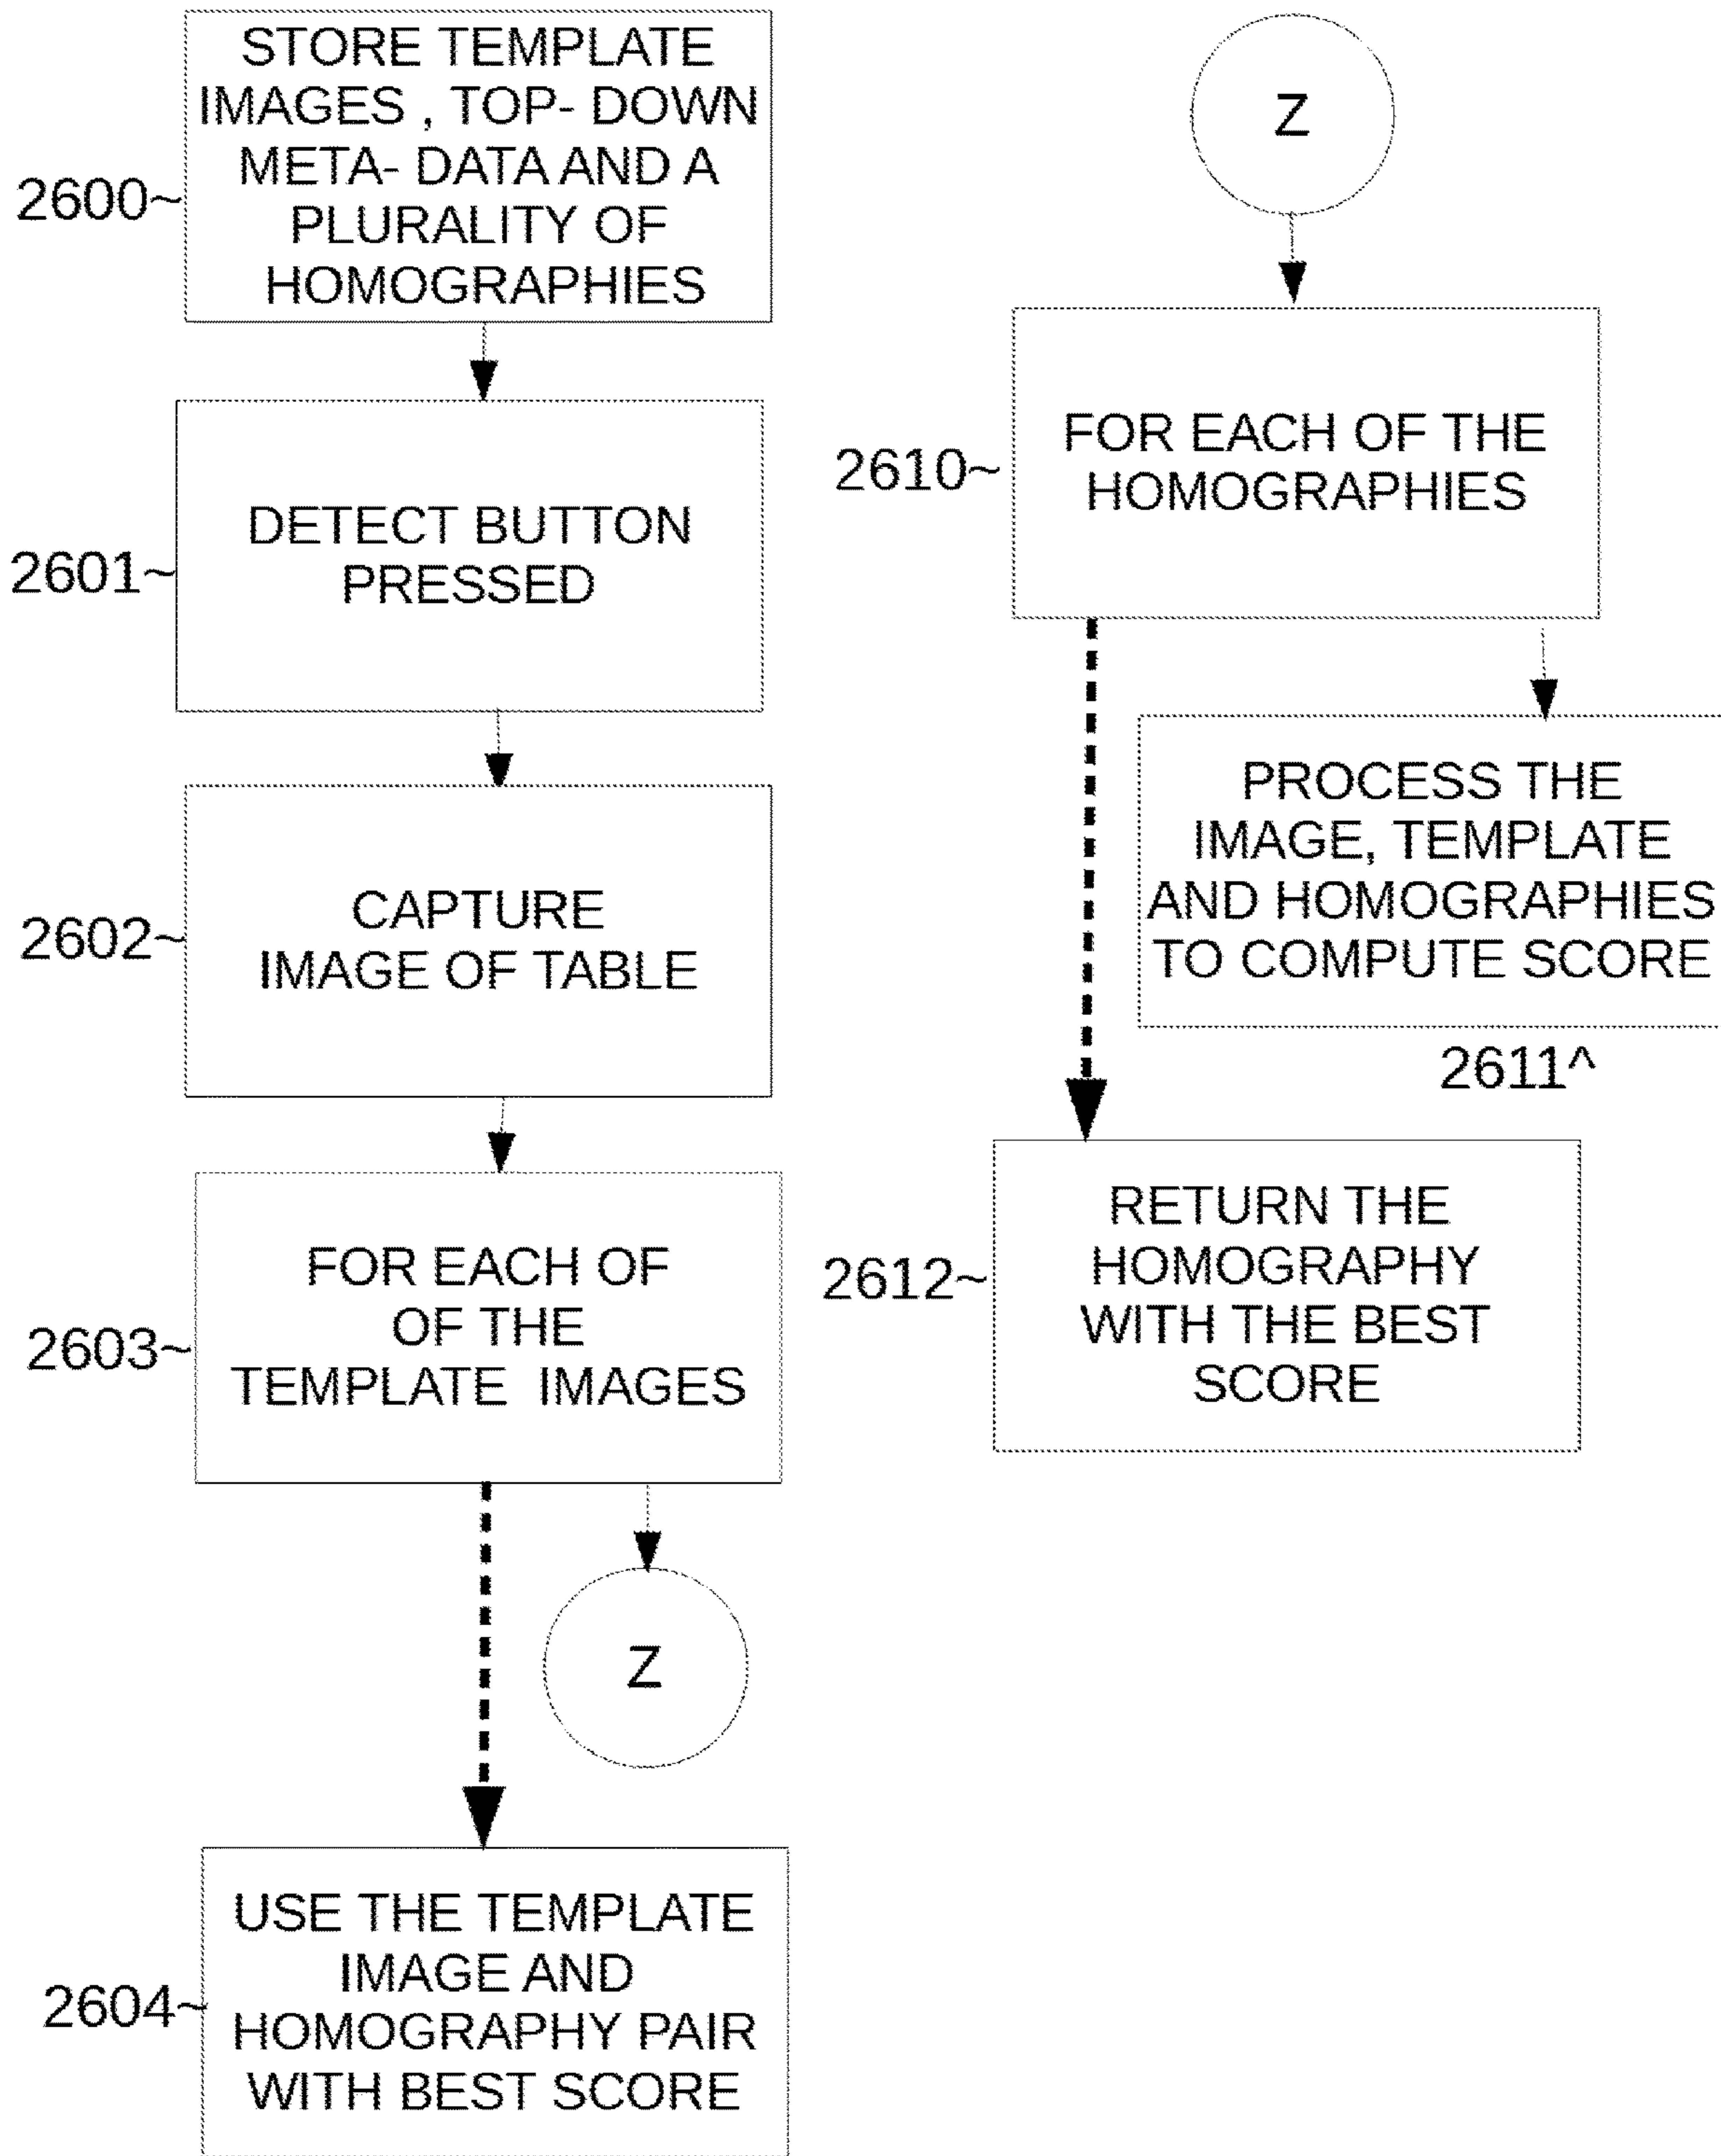 STORE TEMPLATE
IMAGES , TOP- DOWN
META- DATA AND A
PLURALITY OF
HOMOGRAPHIES
2600~
DETECT BUTTON
PRESSED
2601~
CAPTURE
IMAGE OF TABLE
2602~
FOR EACH OF
OF THE
TEMPLATE IMAGES
2603~
Z
USE THE TEMPLATE
IMAGE AND
HOMOGRAPHY PAIR
WITH BEST SCORE
2604~
Z
FOR EACH OF THE
HOMOGRAPHIES
2610~
PROCESS THE
IMAGE, TEMPLATE
AND HOMOGRAPHIES
TO COMPUTE SCORE
2611^
RETURN THE
HOMOGRAPHY
WITH THE BEST
SCORE
2612~